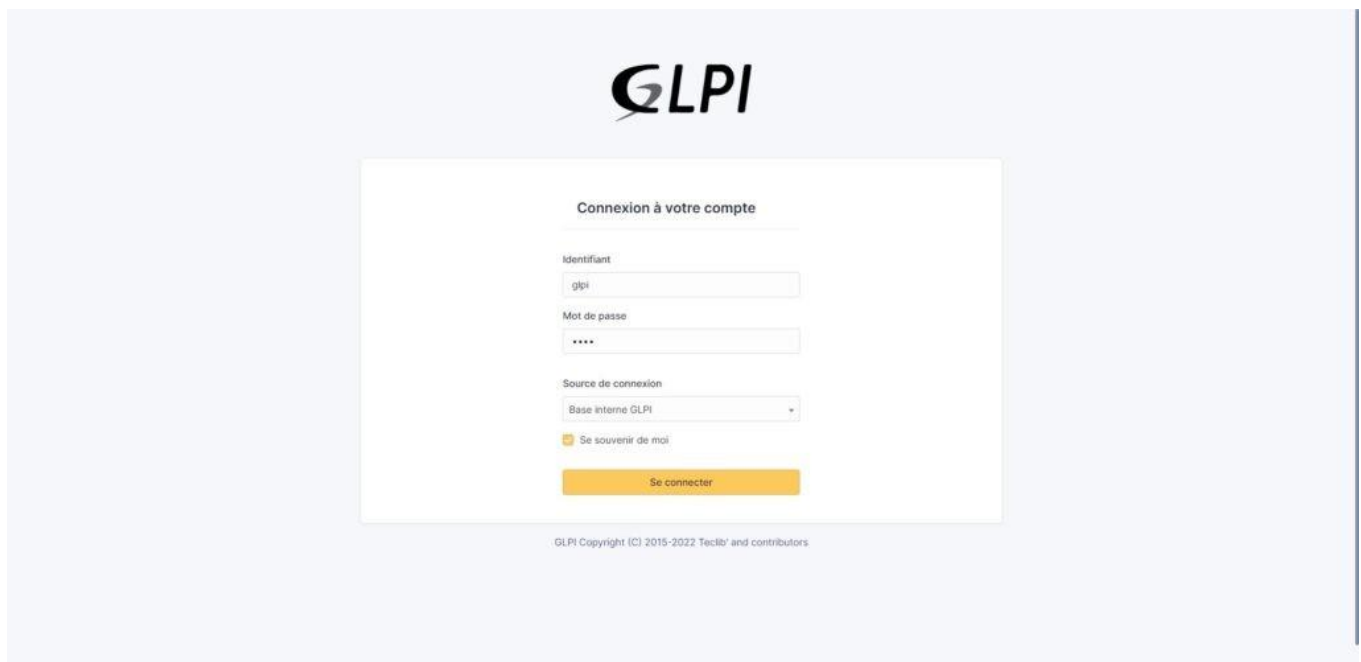 GLPI
Connexion à votre compte
Identifiant
glpi
Mot de passe
••••
Source de connexion
Base interne GLPI
Se souvenir de moi
Se connecter
GLPI Copyright (C) 2015-2022 Teclib' and contributors